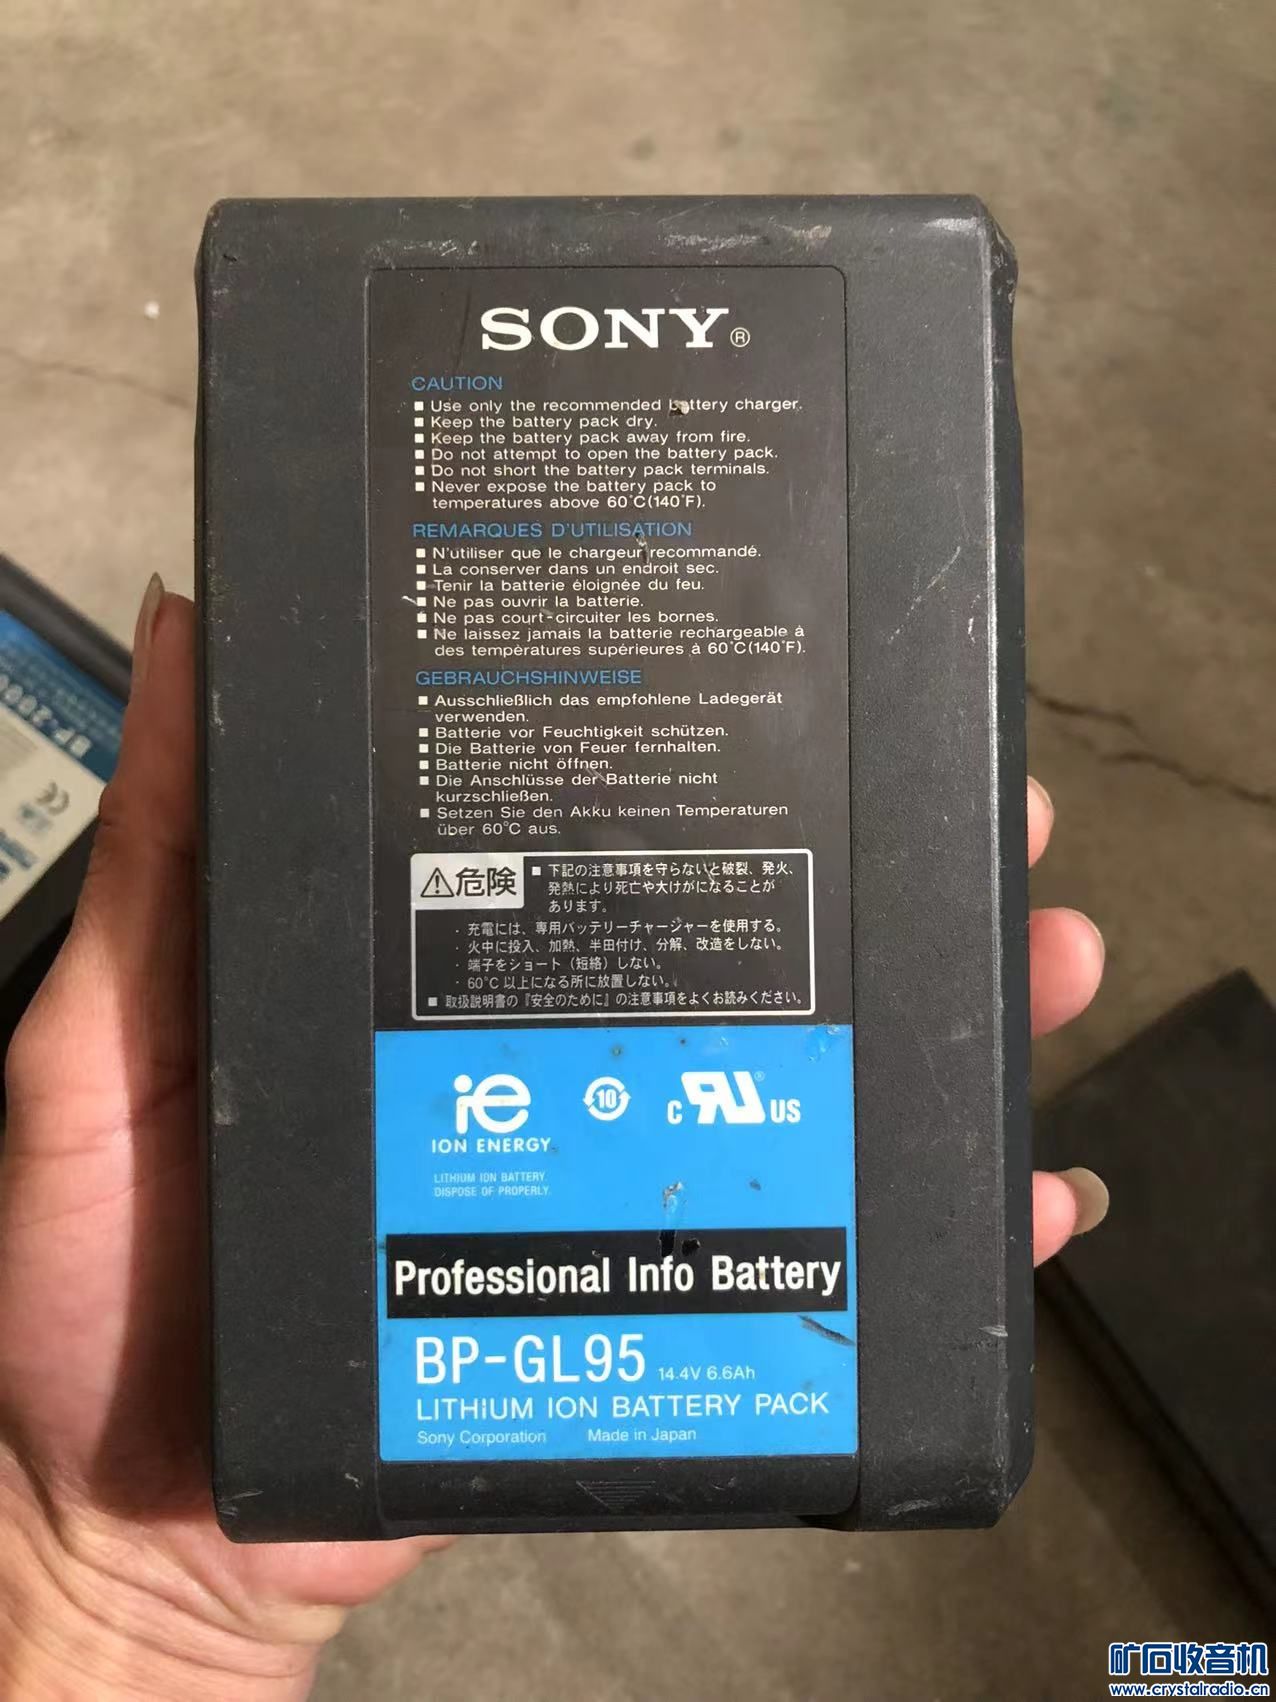 SONY®
CAUTION
■ Use only the recommended battery charger.
■ Keep the battery pack dry.
■ Keep the battery pack away from fire.
■ Do not attempt to open the battery pack.
■ Do not short the battery pack terminals.
■ Never expose the battery pack to
temperatures above 60°C(140°F).
REMARQUES D'UTILISATION
■ N'utiliser que le chargeur recommandé.
■ La conserver dans un endroit sec.
■ Tenir la batterie éloignée du feu.
■ Ne pas ouvrir la batterie.
■ Ne pas court-circuiter les bornes.
■ Ne laissez jamais la batterie rechargeable à
des températures supérieures à 60°C(140°F).
GEBRAUCHSHINWEISE
■ Ausschließlich das empfohlene Ladegerät
verwenden.
■ Batterie vor Feuchtigkeit schützen.
■ Die Batterie von Feuer fernhalten.
■ Batterie nicht öffnen.
■ Die Anschlüsse der Batterie nicht
kurzschließen.
■ Setzen Sie den Akku keinen Temperaturen
über 60°C aus.
⚠危険
■ 下記の注意事項を守らないと破裂、発火、
発熱により死亡や大けがになることが
あります。
・充電には、専用バッテリーチャージャーを使用する。
・火中に投入、加熱、半田付け、分解、改造をしない。
・端子をショート（短絡）しない。
・60°C 以上になる所に放置しない。
■ 取扱説明書の『安全のために』の注意事項をよくお読みください。
ie
ION ENERGY
10
c RU® US
LITHIUM ION BATTERY.
DISPOSE OF PROPERLY.
Professional Info Battery
BP-GL95 14.4V 6.6Ah
LITHIUM ION BATTERY PACK
Sony Corporation Made in Japan
CE
矿石收音机
www.crystalradio.cn